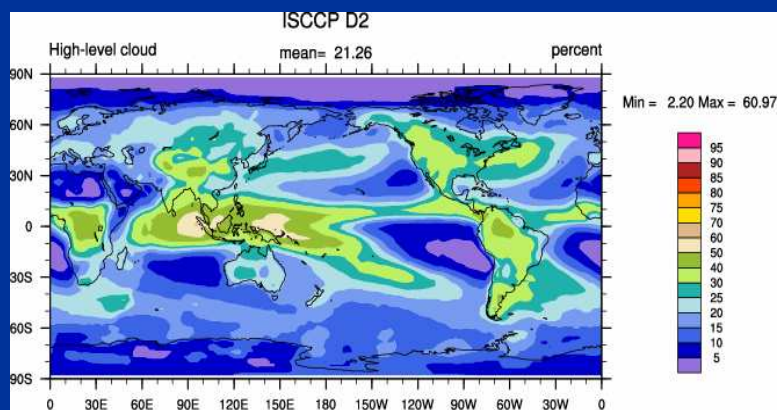 ISCCP D2
High-level cloud mean= 21.26 percent
Min = 2.20 Max = 60.97
90N
60N
30N
0
30S
60S
90S
0 30E 60E 90E 120E 150E 180 150W 120W 90W 60W 30W 0
95
90
85
80
75
70
60
50
40
30
25
20
15
10
5